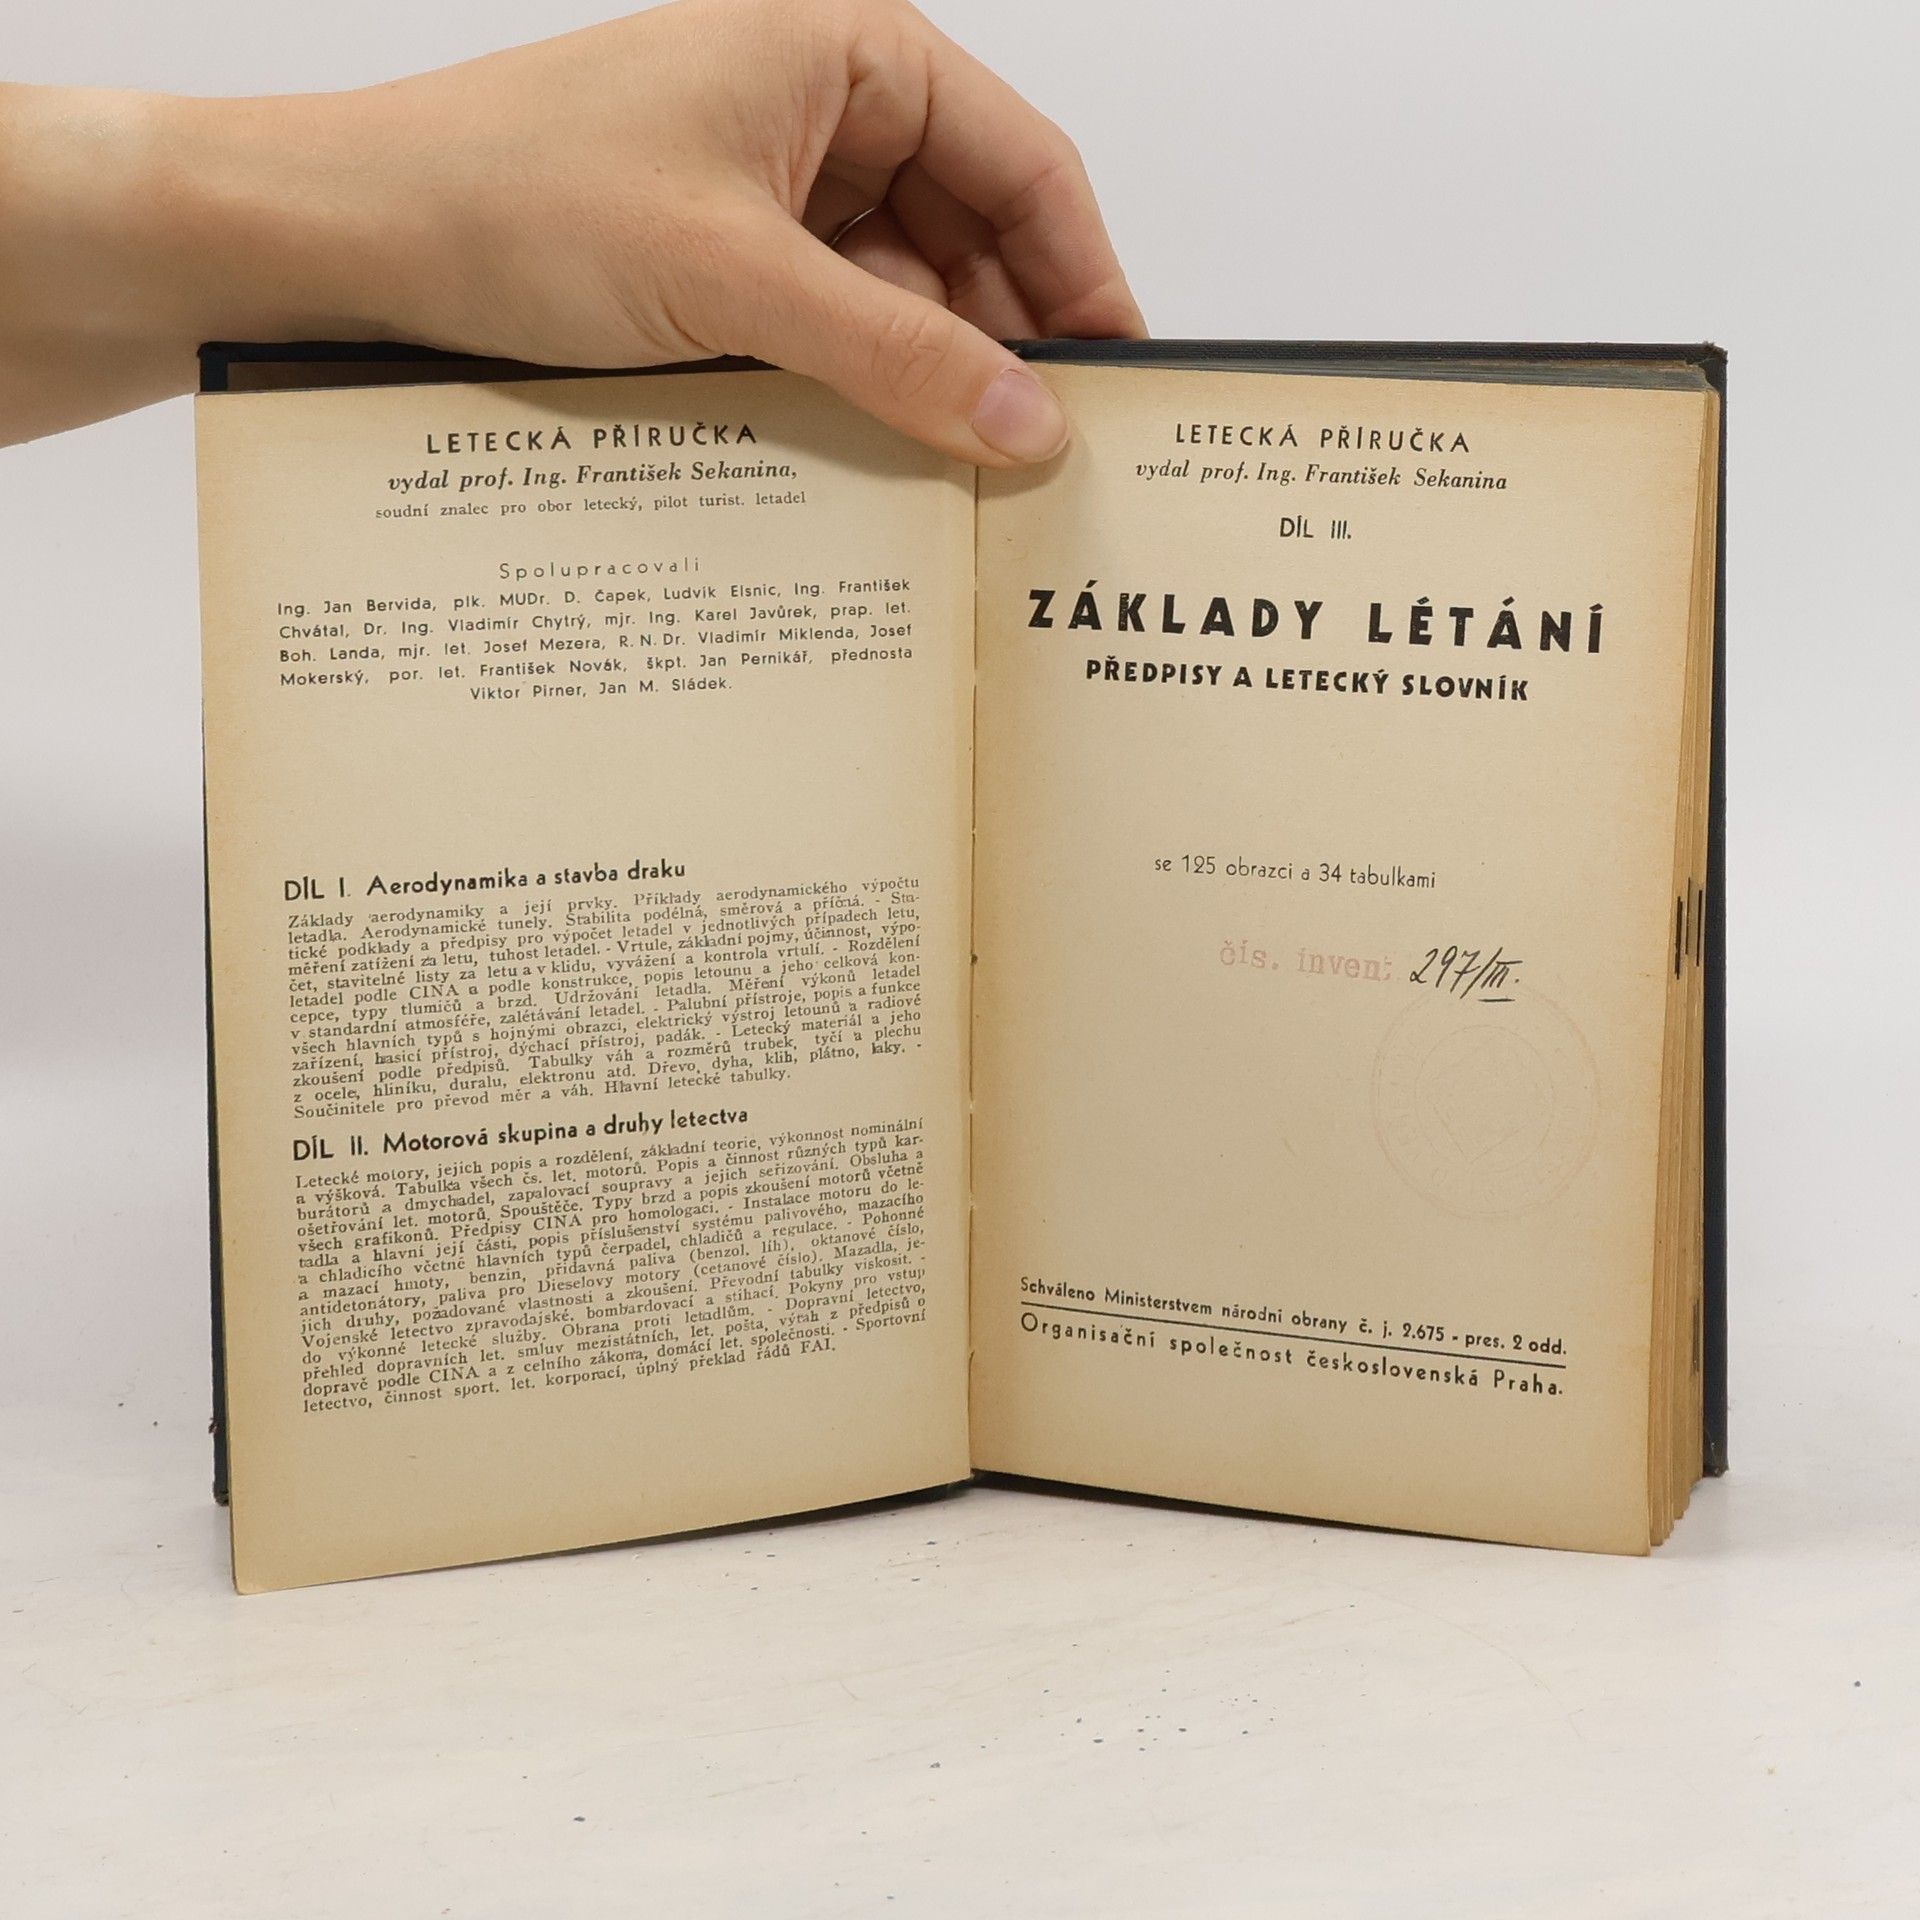 LETECKÁ PŘÍRUČKA
vydal prof. Ing. František Sekanina,
soudní znalec pro obor letecký, pilot turist. letadel
Spolupracovali
Ing. Jan Bervida, plk. MUDr. D. Čapek, Ludvík Elsnic, Ing. František
Chvátal, Dr. Ing. Vladimír Chytrý, mjr. Ing. Karel Javůrek, prap. let.
Boh. Landa, mjr. let. Josef Mezera, R. N. Dr. Vladimír Miklenda, Josef
Mokerský, por. let. František Novák, škpt. Jan Pernikář, přednosta
Viktor Pirner, Jan M. Sládek.
DÍL I. Aerodynamika a stavba draku
Základy aerodynamiky a její prvky. Příklady aerodynamického výpočtu
letadla. Aerodynamické tunely. Stabilita podélná, směrová a příčná. - Sta-
tické podklady a předpisy pro výpočet letadel v jednotlivých případech letu,
měření zatížení za letu, tuhost letadel. - Vrtule, základní pojmy, účinnost, výpo-
čet, stavitelné listy za letu a v klidu, vyvážení a kontrola vrtulí. - Rozdělení
letadel podle CINA a podle konstrukce, popis letounu a jeho celková kon-
cepce, typy tlumičů a brzd. Udržování letadla. Měření výkonů letadel
v standardní atmosféře, zalétávání letadel. - Palubní přístroje, popis a funkce
všech hlavních typů s hojnými obrazci, elektrický výstroj letounů a radiové
zařízení, hasicí přístroj, dýchací přístroj, padák. - Letecký materiál a jeho
zkoušení podle předpisů. Tabulky váh a rozměrů trubek, tyčí a plechu
z ocele, hliníku, duralu, elektronu atd. Dřevo, dyha, klih, plátno, laky. -
Součinitele pro převod měr a váh. Hlavní letecké tabulky.
DÍL II. Motorová skupina a druhy letectva
Letecké motory, jejich popis a rozdělení, základní teorie, výkonnost nominální
a výšková. Tabulka všech čs. let. motorů. Popis a činnost různých typů kar-
burátorů a dmychadel, zapalovací soupravy a jejich seřizování. Obsluha a
ošetřování let. motorů. Spouštěče. Typy brzd a popis zkoušení motorů včetně
všech grafikonů. Předpisy CINA pro homologaci. - Instalace motoru do le-
tadla a hlavní její části, popis příslušenství systému palivového, mazacího
a chladicího včetně hlavních typů čerpadel, chladičů a regulace. - Pohonné
a mazací hmoty, benzin, přídavná paliva (benzol, líh), oktanové číslo,
antidetonátory, paliva pro Dieselovy motory (cetanové číslo). Mazadla, je-
jich druhy, požadované vlastnosti a zkoušení. Převodní tabulky viskosit. -
Vojenské letectvo zpravodajské, bombardovací a stíhací. Pokyny pro vstup
do výkonné letecké služby. Obrana proti letadlům. - Dopravní letectvo,
přehled dopravních let. smluv mezistátních, let. pošta, výtah z předpisů o
dopravě podle CINA a z celního zákona, domácí let. společnosti. - Sportovní
letectvo, činnost sport. let. korporací, úplný překlad řádů FAI.
LETECKÁ PŘÍRUČKA
vydal prof. Ing. František Sekanina
DÍL III.
ZÁKLADY LÉTÁNÍ
PŘEDPISY A LETECKÝ SLOVNÍK
se 125 obrazci a 34 tabulkami
čís. invent. 297/III.
Schváleno Ministerstvem národní obrany č. j. 2.675 - pres. 2 odd.
Organisační společnost československá Praha.